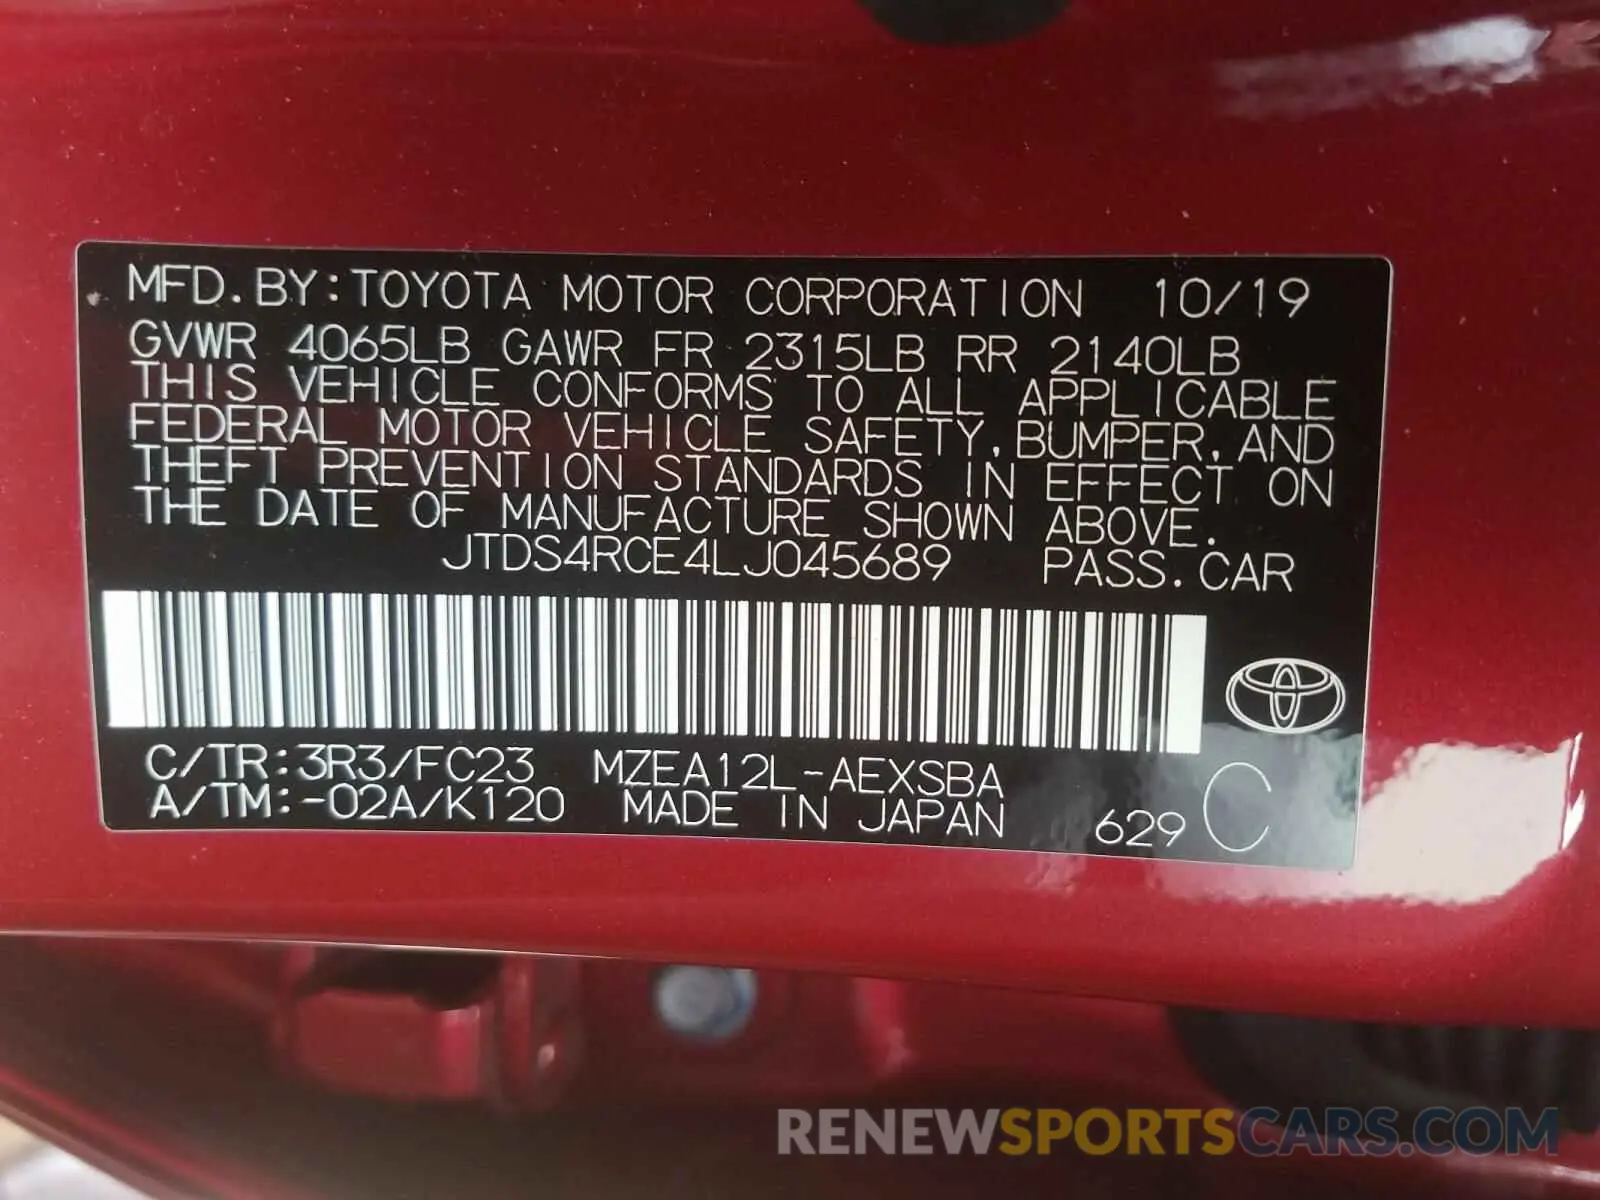 MFD. BY: TOYOTA MOTOR CORPORATION 10/19
GVWR 4065LB GAWR FR 2315LB RR 2140LB
THIS VEHICLE CONFORMS TO ALL APPLICABLE
FEDERAL MOTOR VEHICLE SAFETY, BUMPER, AND
THEFT PREVENTION STANDARDS IN EFFECT ON
THE DATE OF MANUFACTURE SHOWN ABOVE.
JTDS4RCE4LJ045689 PASS. CAR
C/TR: 3R3/FC23 MZEA12L-AEXSBA
A/TM: -02A/K120 MADE IN JAPAN 629 C
RENEWSPORTSCARS.COM